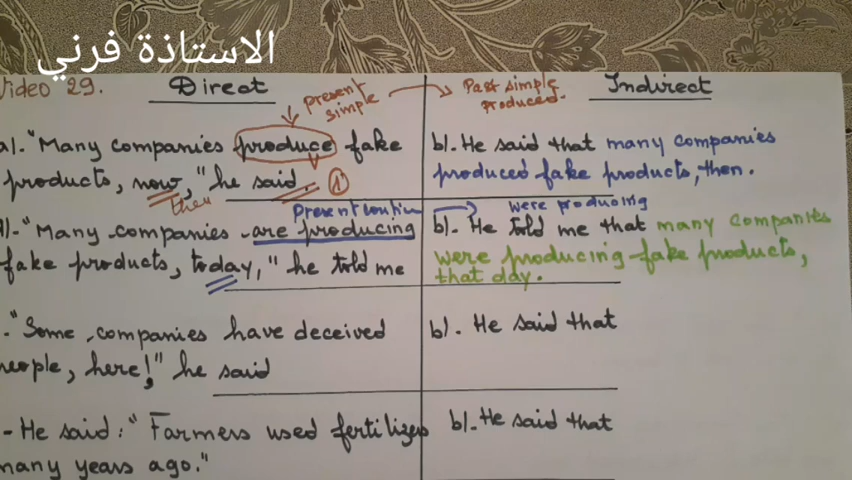 الاستاذة فرني
Video 29.
Direct
present simple
Past simple produced.
Indirect
a). "Many companies produce fake
products, now," he said. 1
then
b). He said that many companies
produced fake products, then.
Present continu
were producing
a). "Many companies are producing
fake products, today," he told me
b). He told me that many companies
were producing fake products,
that day.
. "Some companies have deceived
people, here!" he said
b). He said that
- He said: "Farmers used fertilizers
many years ago."
b). He said that